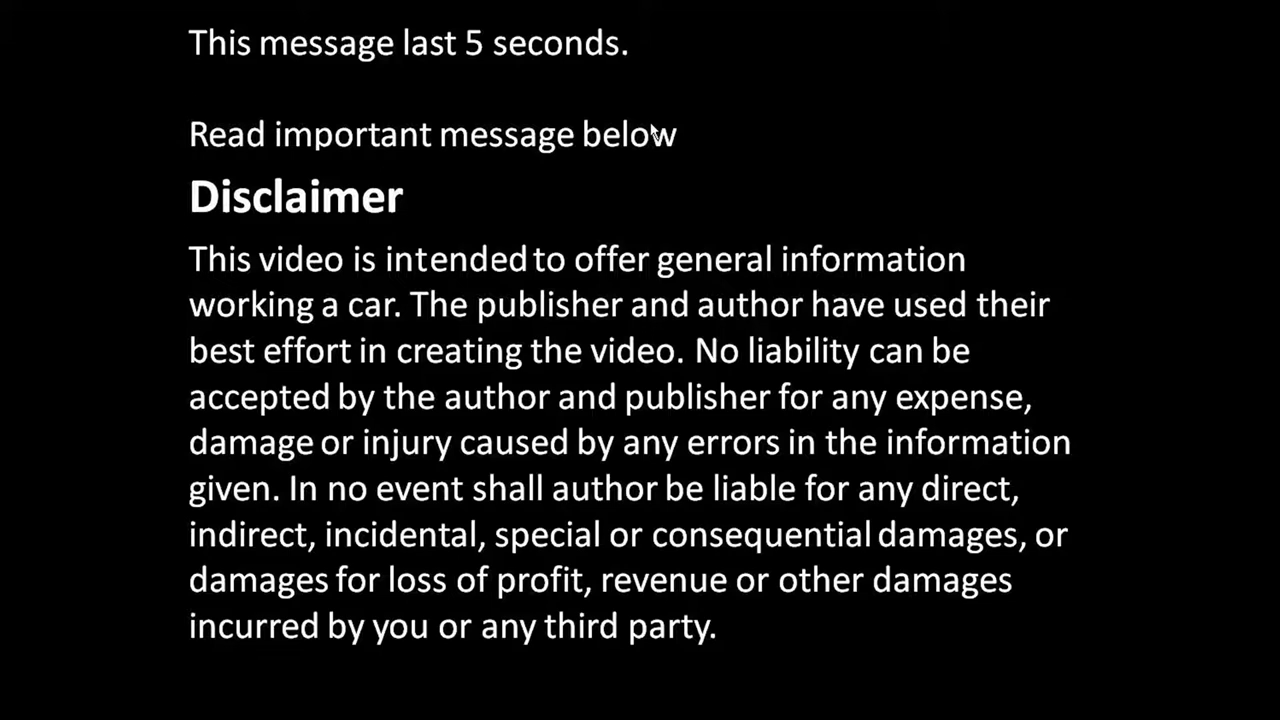 This message last 5 seconds.
Read important message below
Disclaimer
This video is intended to offer general information
working a car. The publisher and author have used their
best effort in creating the video. No liability can be
accepted by the author and publisher for any expense,
damage or injury caused by any errors in the information
given. In no event shall author be liable for any direct,
indirect, incidental, special or consequential damages, or
damages for loss of profit, revenue or other damages
incurred by you or any third party.